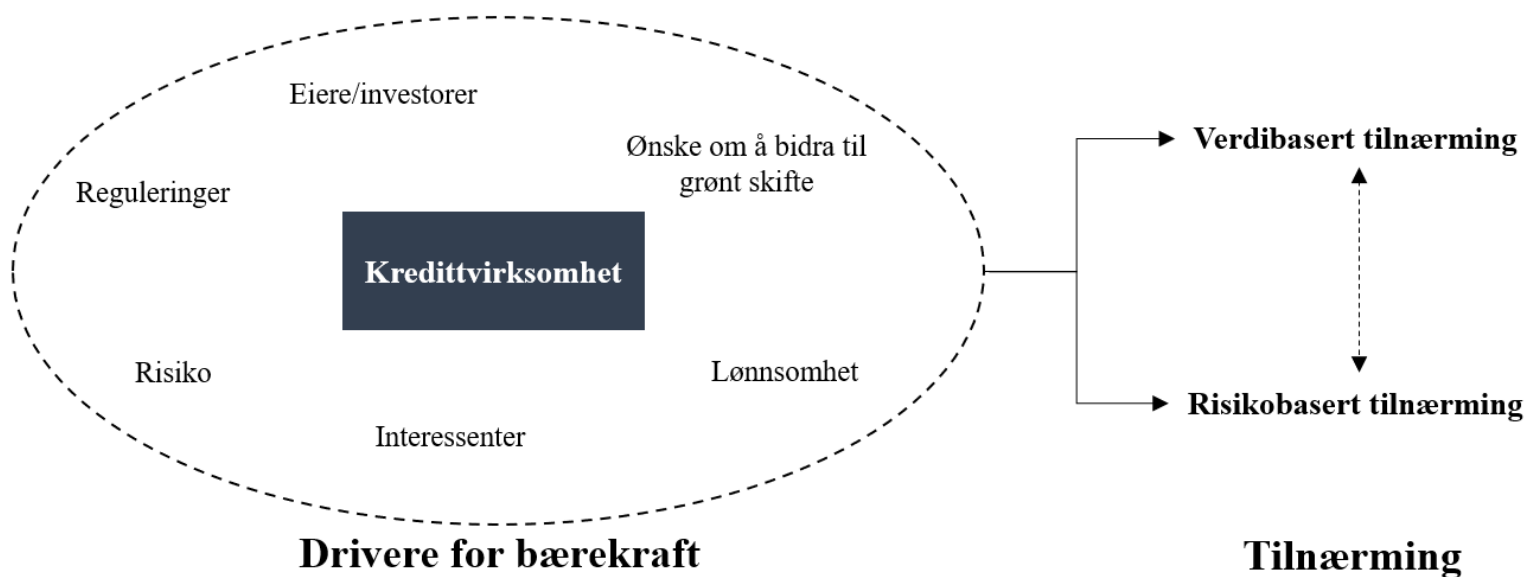 Eiere/investorer
Ønske om å bidra til
grønt skifte
Reguleringer
Kredittvirksomhet
Risiko
Lønnsomhet
Interessenter
Drivere for bærekraft
Verdibasert tilnærming
Risikobasert tilnærming
Tilnærming